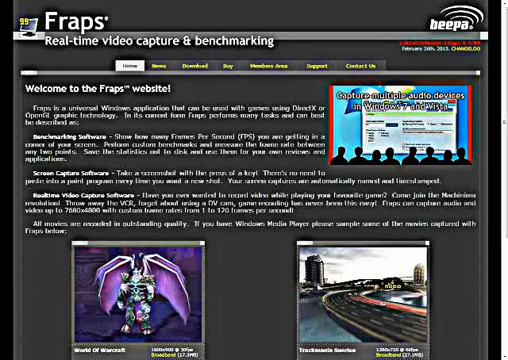 99
Fraps
Real-time video capture & benchmarking
beepa
February 26th, 2013. CHANGELOG
Home News Download Buy Members Area Support Contact Us
Welcome to the Fraps™ website!
Fraps is a universal Windows application that can be used with games using DirectX or
OpenGL graphic technology. In its current form Fraps performs many tasks and can best
be described as:
Capture multiple audio devices
in Windows 7 and Vista
Benchmarking Software - Show how many Frames Per Second (FPS) you are getting in a
corner of your screen. Perform custom benchmarks and measure the frame rate between
any two points. Save the statistics out to disk and use them for your own reviews and
applications.
Screen Capture Software - Take a screenshot with the press of a key! There's no need to
paste into a paint program every time you want a new shot. Your screen captures are automatically named and timestamped.
Realtime Video Capture Software - Have you ever wanted to record video while playing your favourite game? Come join the Machinima
revolution! Throw away the VCR, forget about using a DV cam, game recording has never been this easy! Fraps can capture audio and
video up to 7680x4800 with custom frame rates from 1 to 120 frames per second!
All movies are recorded in outstanding quality. If you have Windows Media Player please sample some of the movies captured with
Fraps below:
World Of Warcraft
1600x900 @ 50fps
Broadband (17.3MB)
Trackmania Sunrise
1280x720 @ 60fps
Broadband (27.5MB)